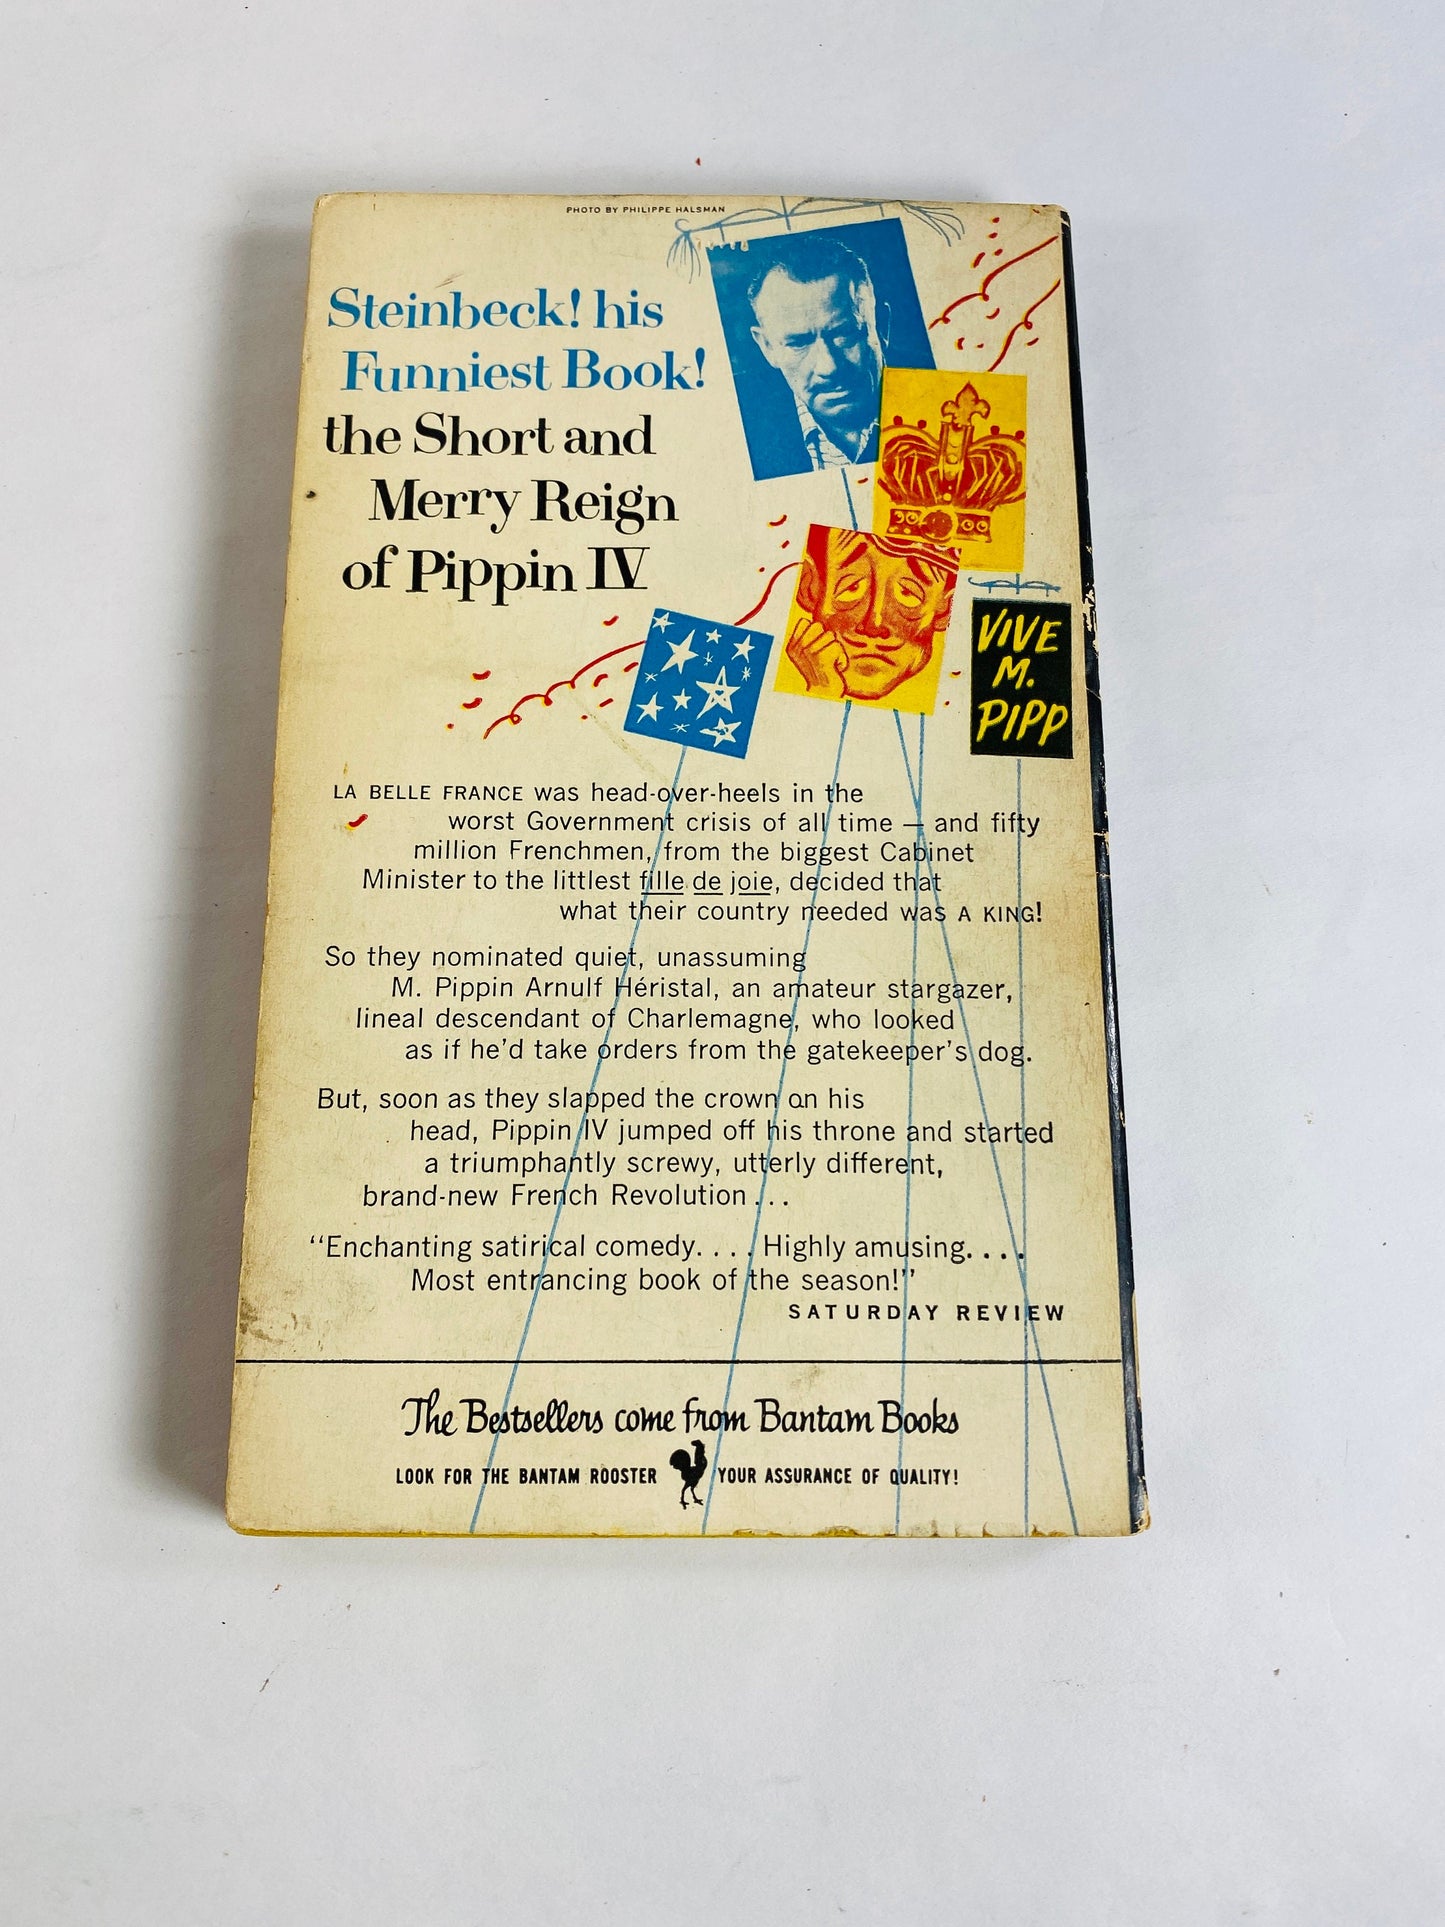 PHOTO BY PHILIPPE HALSMAN
Steinbeck! his
Funniest Book!
the Short and
Merry Reign
of Pippin IV
VIVE
M.
PIPP
LA BELLE FRANCE was head-over-heels in the
worst Government crisis of all time — and fifty
million Frenchmen, from the biggest Cabinet
Minister to the littlest fille de joie, decided that
what their country needed was A KING!
So they nominated quiet, unassuming
M. Pippin Arnulf Héristal, an amateur stargazer,
lineal descendant of Charlemagne, who looked
as if he'd take orders from the gatekeeper's dog.
But, soon as they slapped the crown on his
head, Pippin IV jumped off his throne and started
a triumphantly screwy, utterly different,
brand-new French Revolution...
"Enchanting satirical comedy. . . . Highly amusing. . . .
Most entrancing book of the season!"
SATURDAY REVIEW
The Bestsellers come from Bantam Books
LOOK FOR THE BANTAM ROOSTER YOUR ASSURANCE OF QUALITY!